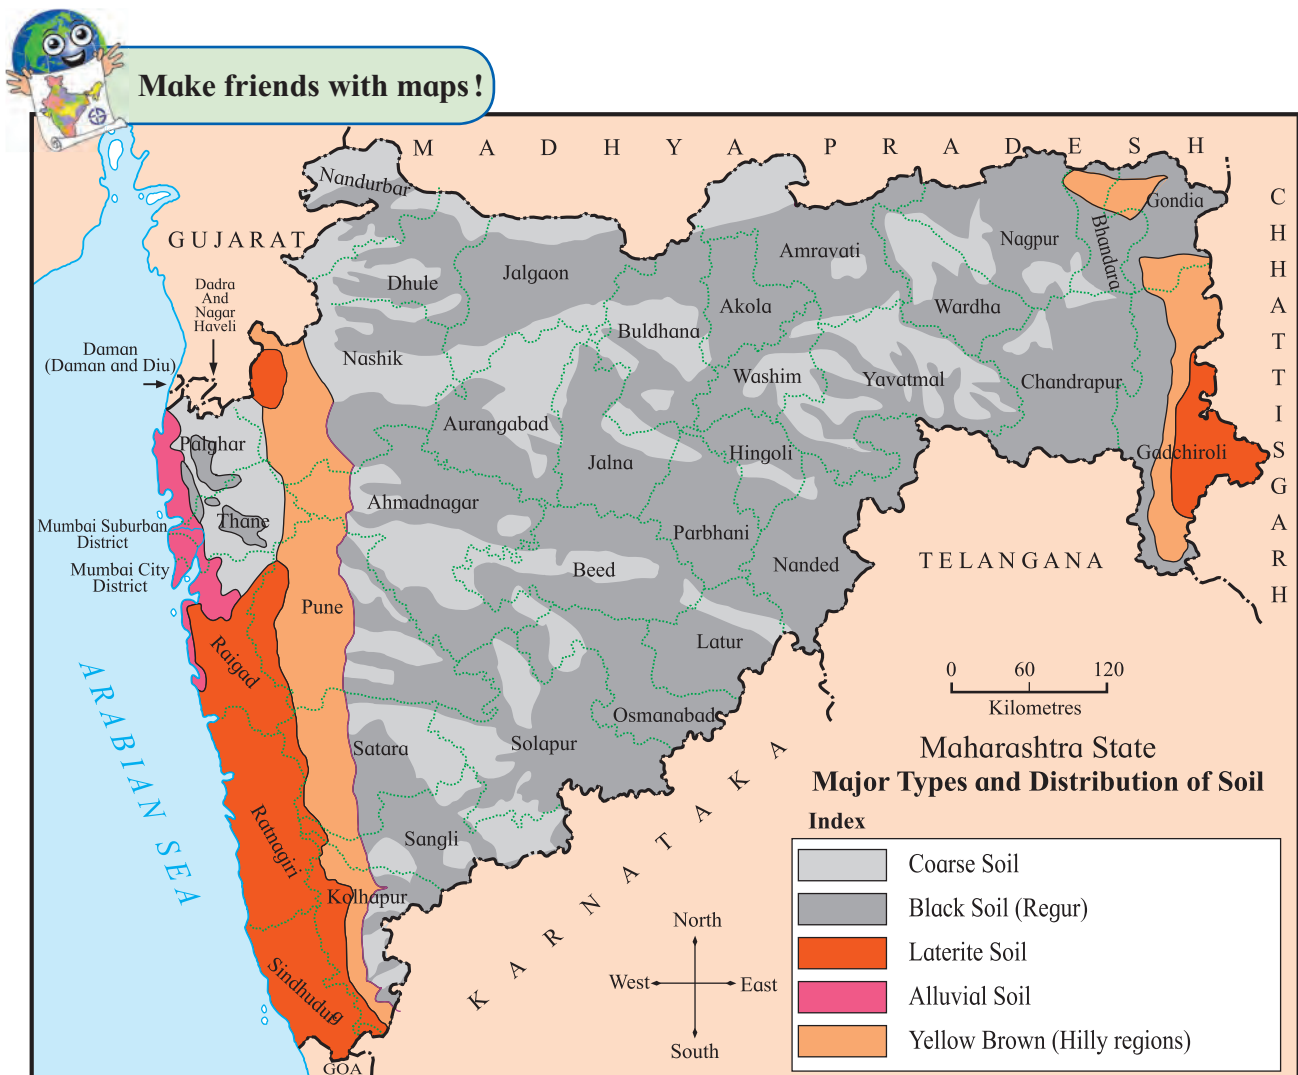 Make friends with maps !
M A D H Y A P R A D E S H
CHHATTISGARH
GUJARAT
Nandurbar
Gondia
Bhandara
Nagpur
Amravati
Dhule
Jalgaon
Dadra
And
Nagar
Haveli
Akola
Wardha
Buldhana
Daman
(Daman and Diu)
Nashik
Washim
Yavatmal
Chandrapur
Aurangabad
Palghar
Jalna
Hingoli
Gadchiroli
Ahmadnagar
Thane
Mumbai Suburban
District
Parbhani
Mumbai City
District
Beed
Nanded
TELANGANA
Pune
Raigad
Latur
ARABIAN SEA
0 60 120
Kilometres
Osmanabad
Satara
Solapur
KARNATAKA
Ratnagiri
Sangli
Kolhapur
Sindhudurg
GOA
North
West
East
South
Maharashtra State
Major Types and Distribution of Soil
Index
Coarse Soil
Black Soil (Regur)
Laterite Soil
Alluvial Soil
Yellow Brown (Hilly regions)